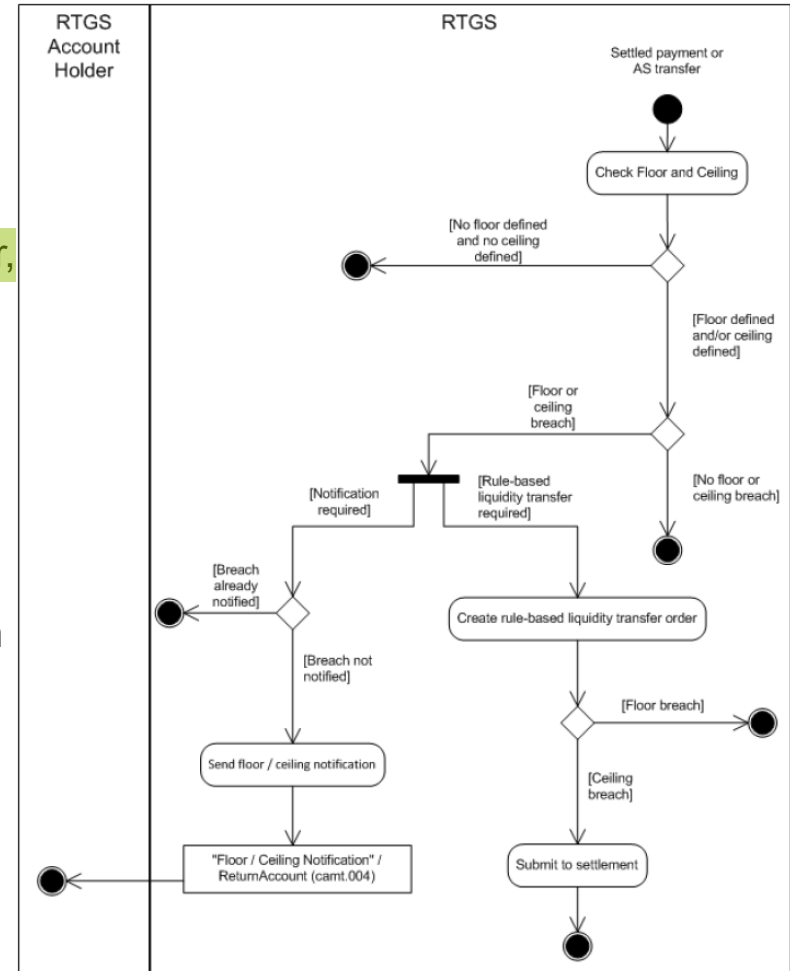 RTGS
Account
Holder
RTGS
Settled payment or
AS transfer
Check Floor and Ceiling
[No floor defined
and no ceiling
defined]
r,
[Floor defined
and/or ceiling
defined]
[Floor or
ceiling
breach]
[No floor or
ceiling breach]
[Notification
required]
[Rule-based
liquidity transfer
required]
[Breach
already
notified]
Create rule-based liquidity transfer order
[Breach not
notified]
[Floor breach]
Send floor / ceiling notification
[Ceiling
breach]
"Floor / Ceiling Notification" /
ReturnAccount (camt.004)
Submit to settlement